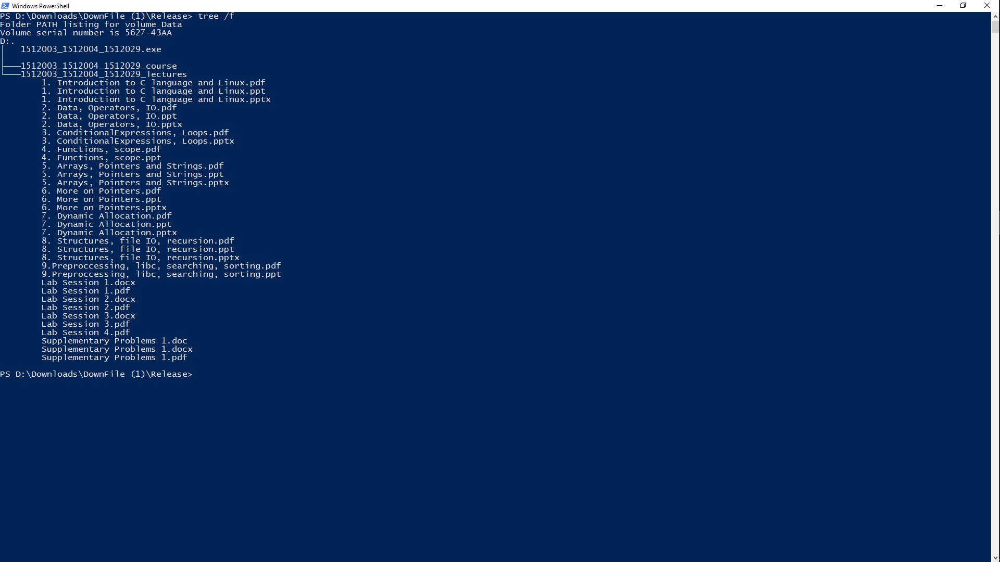 Windows PowerShell
PS D:\Downloads\DownFile (1)\Release> tree /f
Folder PATH listing for volume Data
Volume serial number is 5627-43AA
D:.
│   1512003_1512004_1512029.exe
│
├───1512003_1512004_1512029_course
└───1512003_1512004_1512029_lectures
        1. Introduction to C language and Linux.pdf
        1. Introduction to C language and Linux.ppt
        1. Introduction to C language and Linux.pptx
        2. Data, Operators, IO.pdf
        2. Data, Operators, IO.ppt
        2. Data, Operators, IO.pptx
        3. ConditionalExpressions, Loops.pdf
        3. ConditionalExpressions, Loops.pptx
        4. Functions, scope.pdf
        4. Functions, scope.ppt
        5. Arrays, Pointers and Strings.pdf
        5. Arrays, Pointers and Strings.ppt
        5. Arrays, Pointers and Strings.pptx
        6. More on Pointers.pdf
        6. More on Pointers.ppt
        6. More on Pointers.pptx
        7. Dynamic Allocation.pdf
        7. Dynamic Allocation.ppt
        7. Dynamic Allocation.pptx
        8. Structures, file IO, recursion.pdf
        8. Structures, file IO, recursion.ppt
        8. Structures, file IO, recursion.pptx
        9.Preproccessing, libc, searching, sorting.pdf
        9.Preproccessing, libc, searching, sorting.ppt
        Lab Session 1.docx
        Lab Session 1.pdf
        Lab Session 2.docx
        Lab Session 2.pdf
        Lab Session 3.docx
        Lab Session 3.pdf
        Lab Session 4.pdf
        Supplementary Problems 1.doc
        Supplementary Problems 1.docx
        Supplementary Problems 1.pdf
PS D:\Downloads\DownFile (1)\Release>